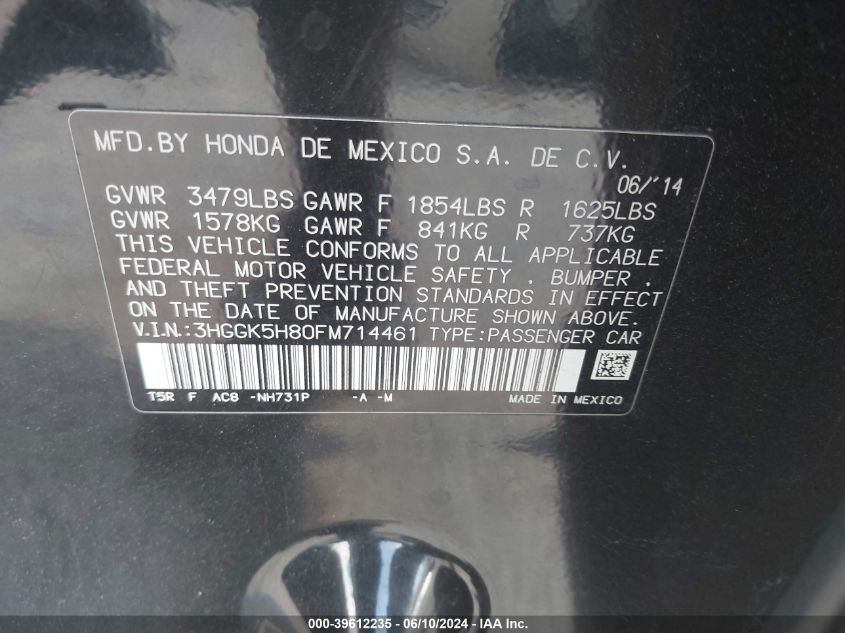 MFD.BY HONDA DE MEXICO S.A. DE C.V.
06/'14
GVWR 3479LBS GAWR F 1854LBS R 1625LBS
GVWR 1578KG GAWR F 841KG R 737KG
THIS VEHICLE CONFORMS TO ALL APPLICABLE
FEDERAL MOTOR VEHICLE SAFETY , BUMPER ,
AND THEFT PREVENTION STANDARDS IN EFFECT
ON THE DATE OF MANUFACTURE SHOWN ABOVE.
V.I.N.:3HGGK5H80FM714461 TYPE:PASSENGER CAR
T5R F AC8 -NH731P -A -M MADE IN MEXICO
000-39612235 - 06/10/2024 - IAA Inc.